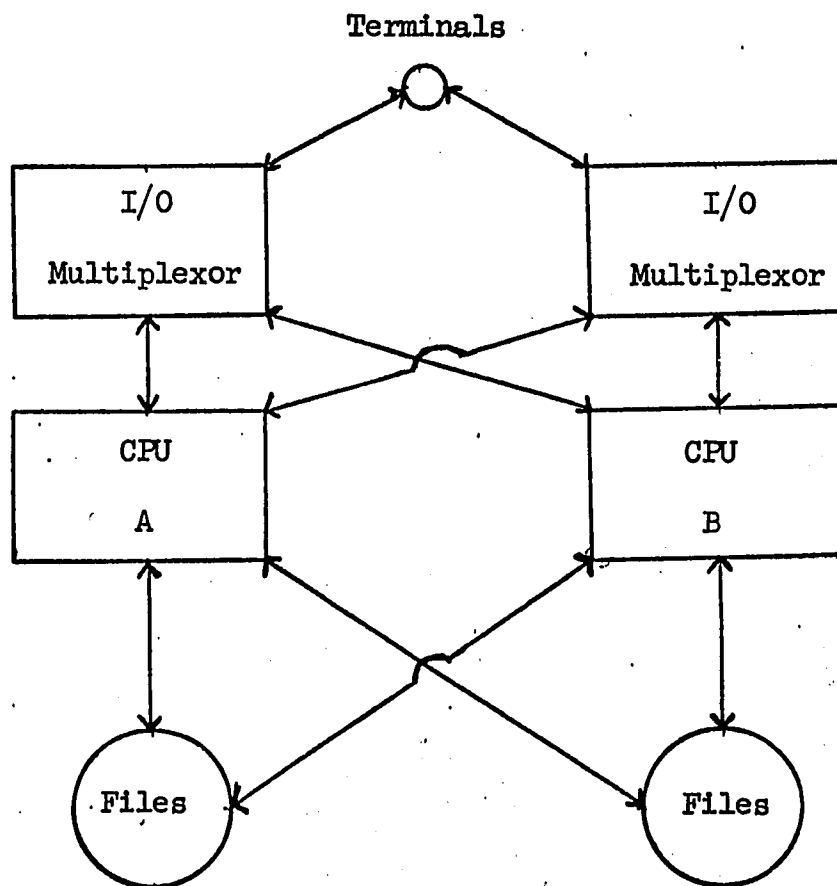 Terminals
I/O
Multiplexor
I/O
Multiplexor
CPU
A
CPU
B
Files
Files